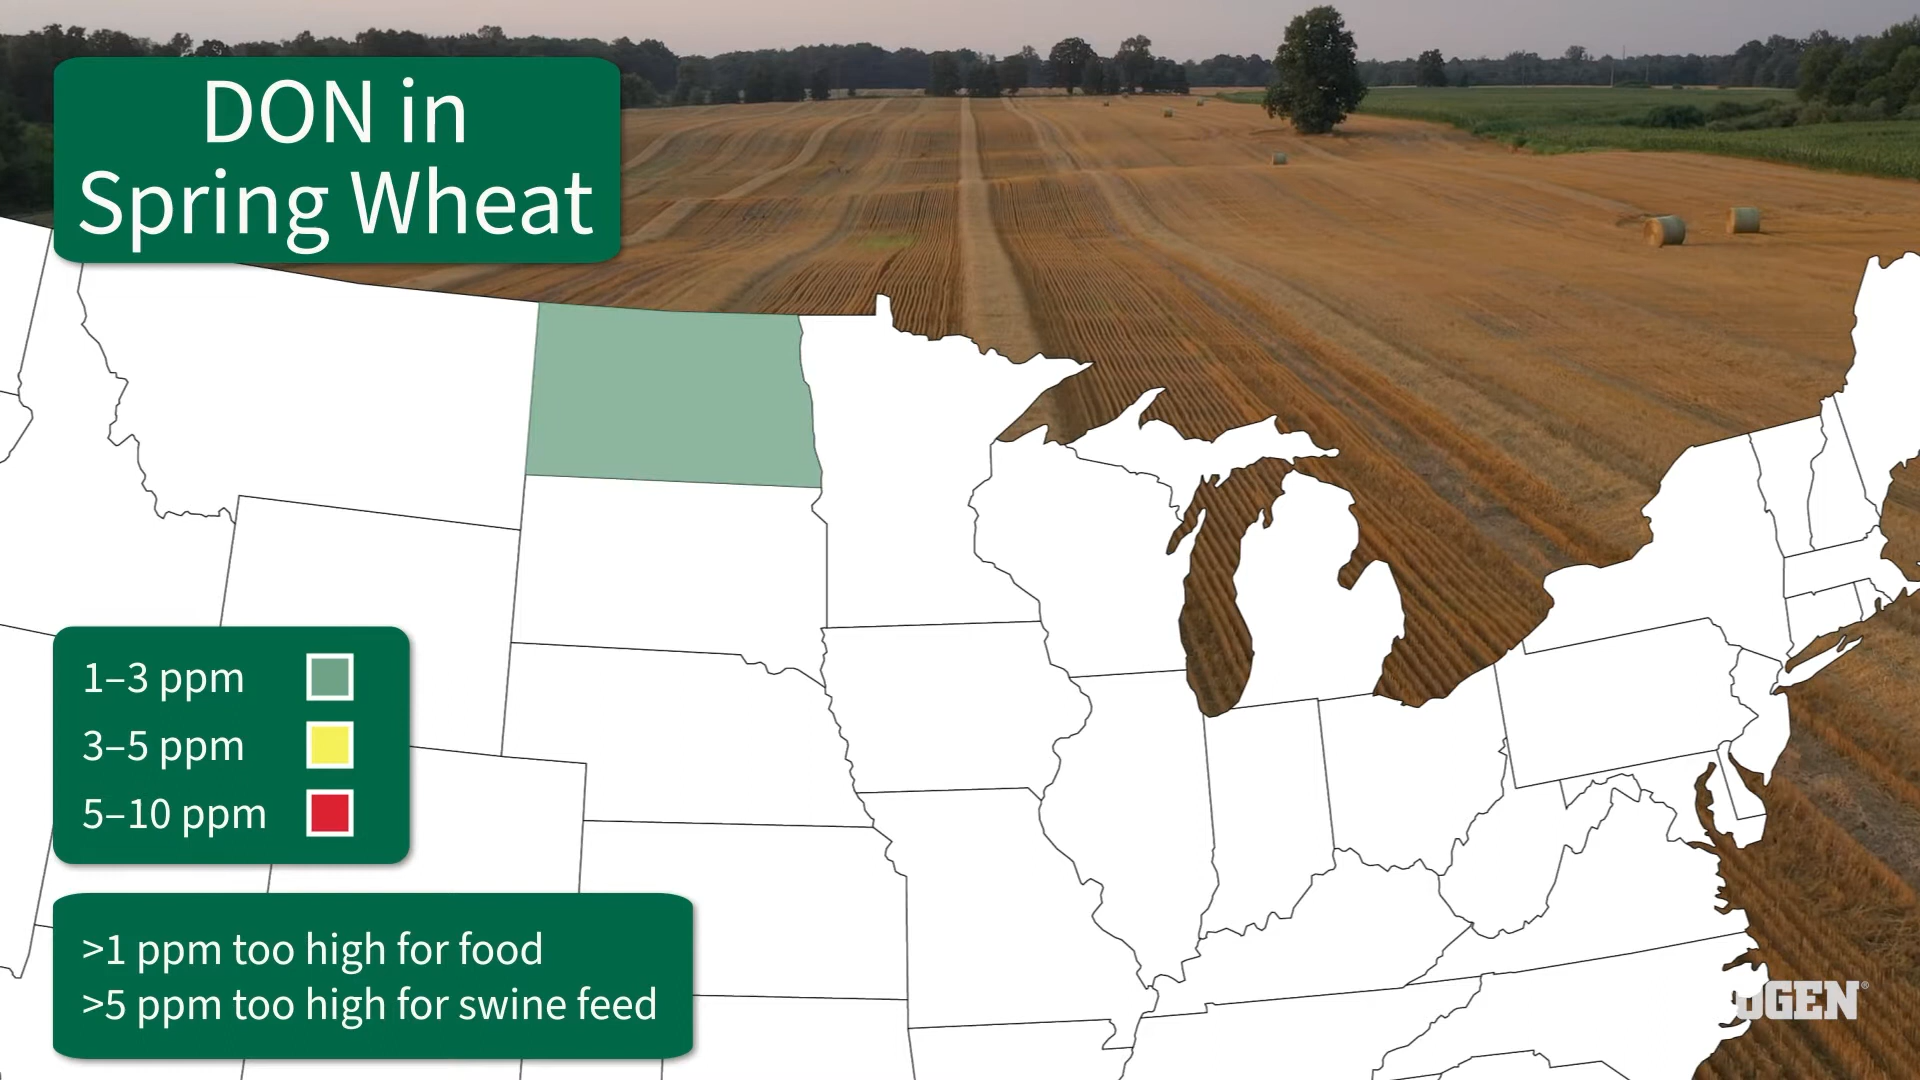 DON in
Spring Wheat
1–3 ppm
3–5 ppm
5–10 ppm
>1 ppm too high for food
>5 ppm too high for swine feed